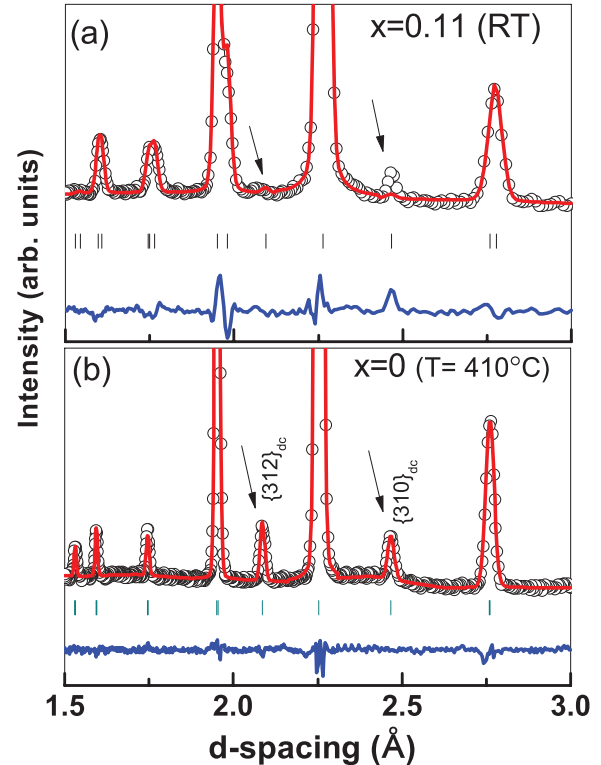 (a)
x=0.11 (RT)
Intensity (arb. units)
(b)
x=0 (T= 410°C)
{312}dc
{310}dc
1.5 2.0 2.5 3.0
d-spacing (Å)